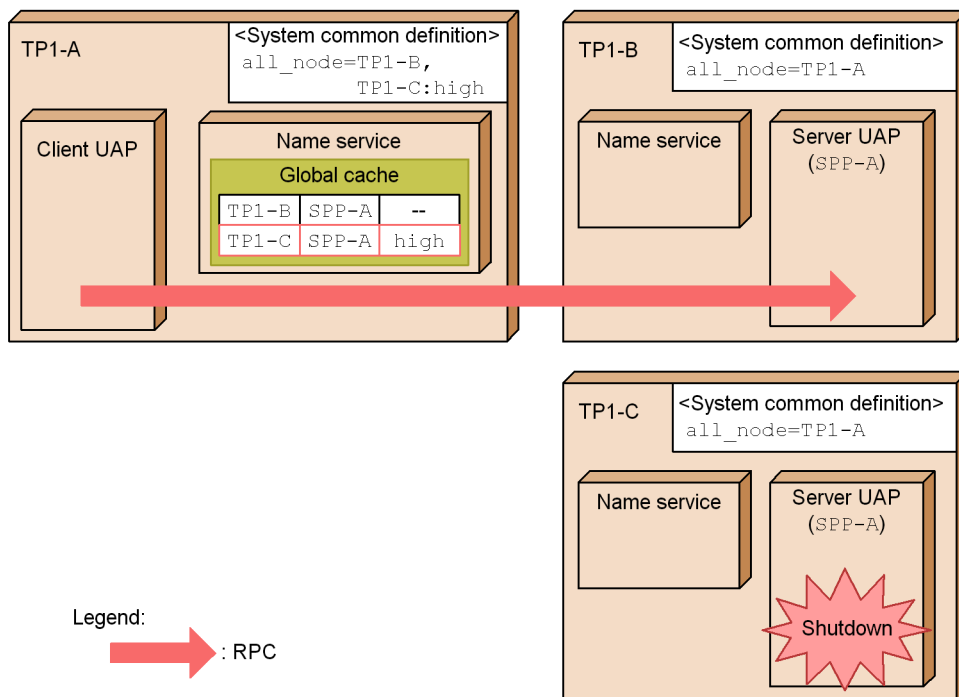 TP1-A
<System common definition>
all_node=TP1-B,
TP1-C:high
Client UAP
Name service
Global cache
TP1-B SPP-A --
TP1-C SPP-A high
TP1-B
<System common definition>
all_node=TP1-A
Name service
Server UAP
(SPP-A)
TP1-C
<System common definition>
all_node=TP1-A
Name service
Server UAP
(SPP-A)
Shutdown
Legend:
: RPC